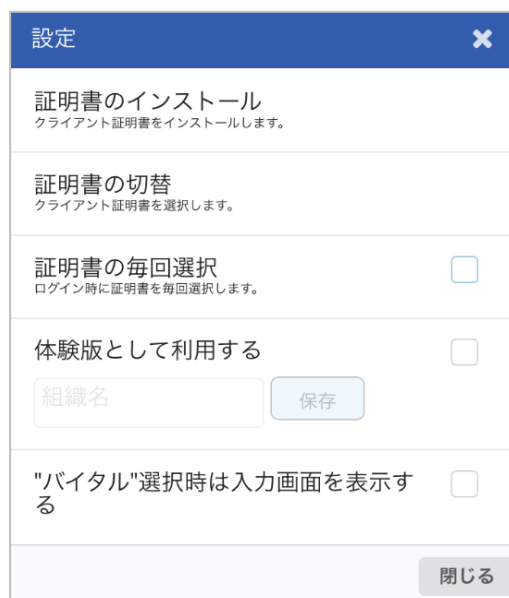 設定
証明書のインストール
クライアント証明書をインストールします。
証明書の切替
クライアント証明書を選択します。
証明書の毎回選択
ログイン時に証明書を毎回選択します。
体験版として利用する
組織名
保存
"バイタル"選択時は入力画面を表示す
る
閉じる